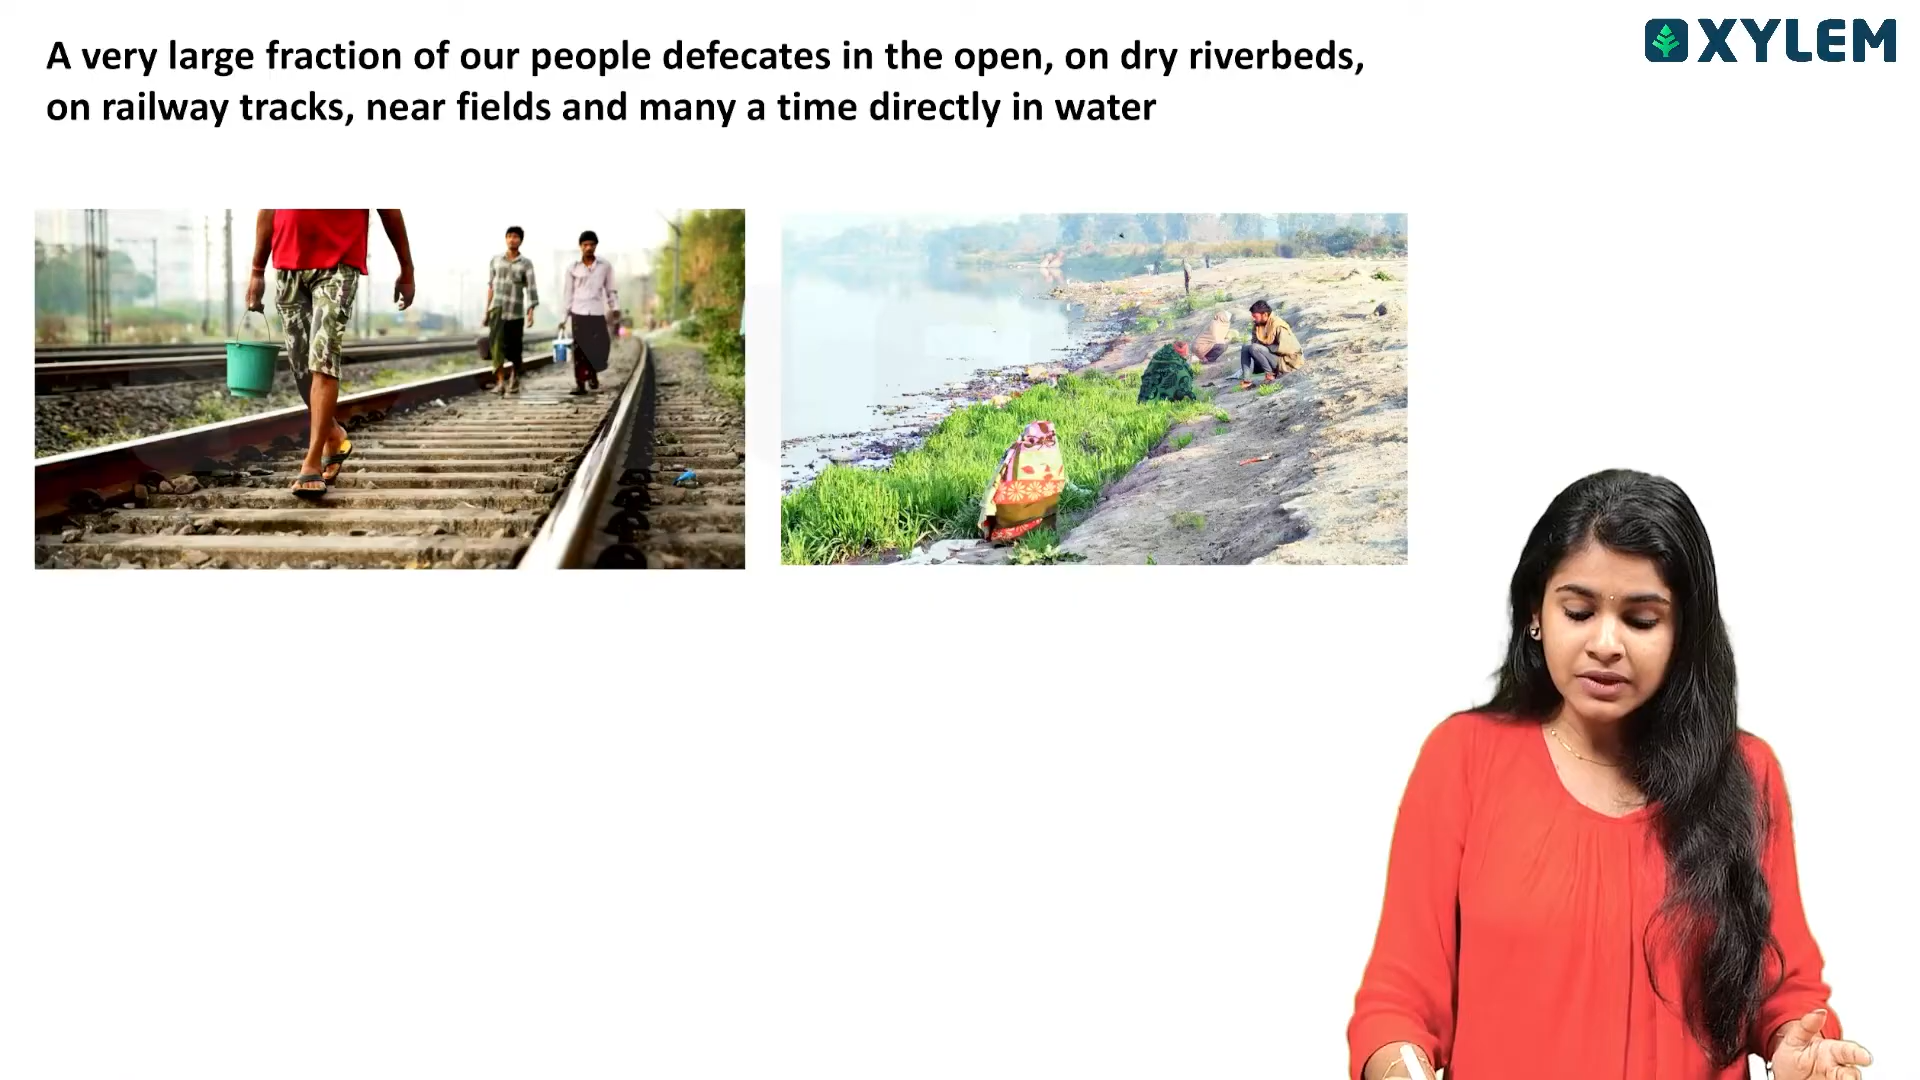 A very large fraction of our people defecates in the open, on dry riverbeds,
on railway tracks, near fields and many a time directly in water
XYLEM